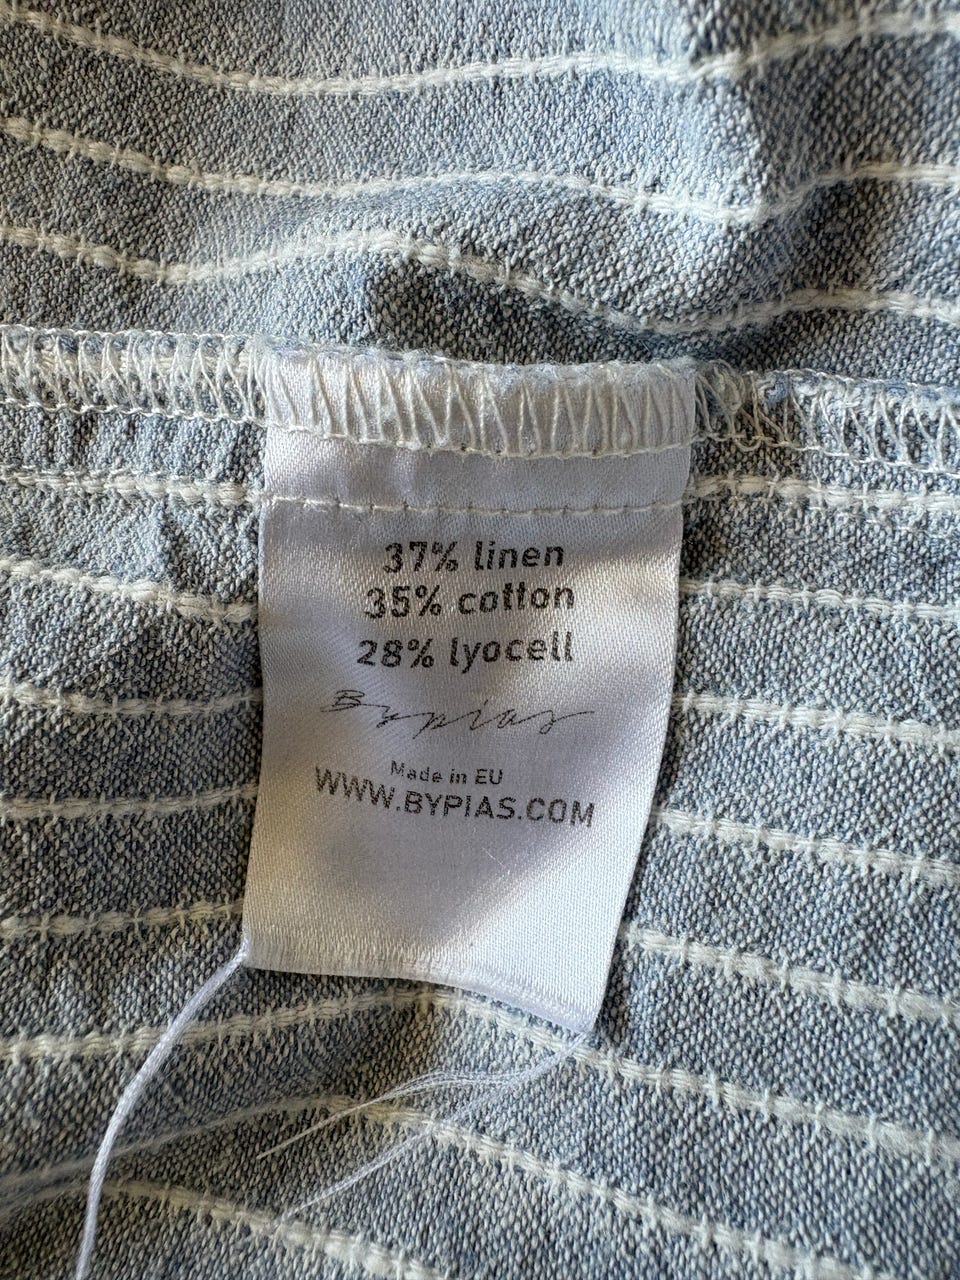 37% linen
35% cotton
28% lyocell
Bypias
Made in EU
WWW.BYPIAS.COM